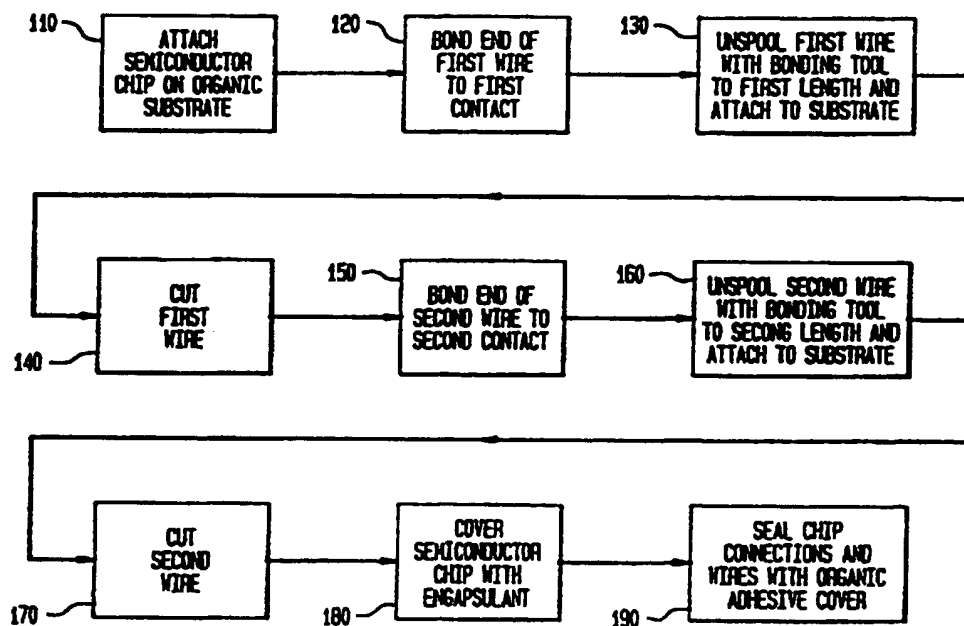 110
ATTACH
SEMICONDUCTOR
CHIP ON ORGANIC
SUBSTRATE
120
BOND END OF
FIRST WIRE
TO FIRST
CONTACT
130
UNSPOOL FIRST WIRE
WITH BONDING TOOL
TO FIRST LENGTH AND
ATTACH TO SUBSTRATE
CUT
FIRST
WIRE
140
150
BOND END OF
SECOND WIRE TO
SECOND CONTACT
160
UNSPOOL SECOND WIRE
WITH BONDING TOOL
TO SECONG LENGTH AND
ATTACH TO SUBSTRATE
CUT
SECOND
WIRE
170
COVER
SEMICONDUCTOR
CHIP WITH
ENGAPSULANT
180
SEAL CHIP
CONNECTIONS AND
WIRES WITH ORGANIC
ADHESIVE COVER
190